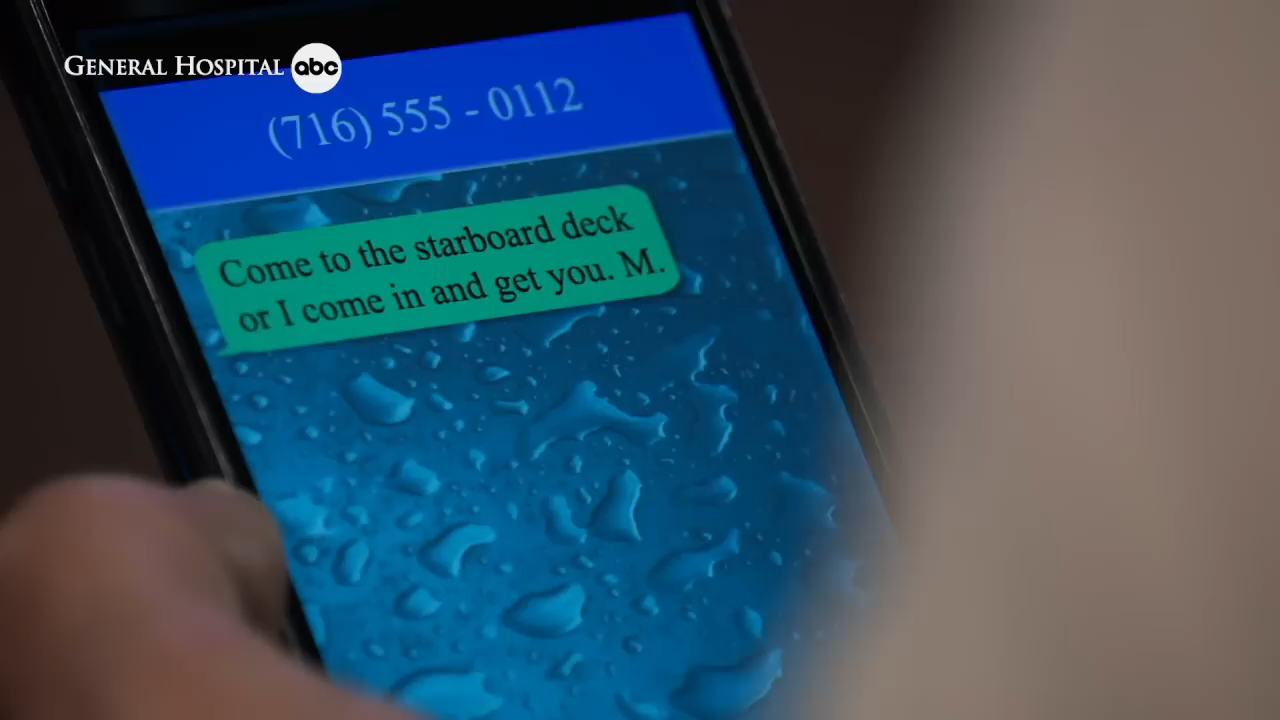 GENERAL HOSPITAL abc
(716) 555 - 0112
Come to the starboard deck
or I come in and get you. M.